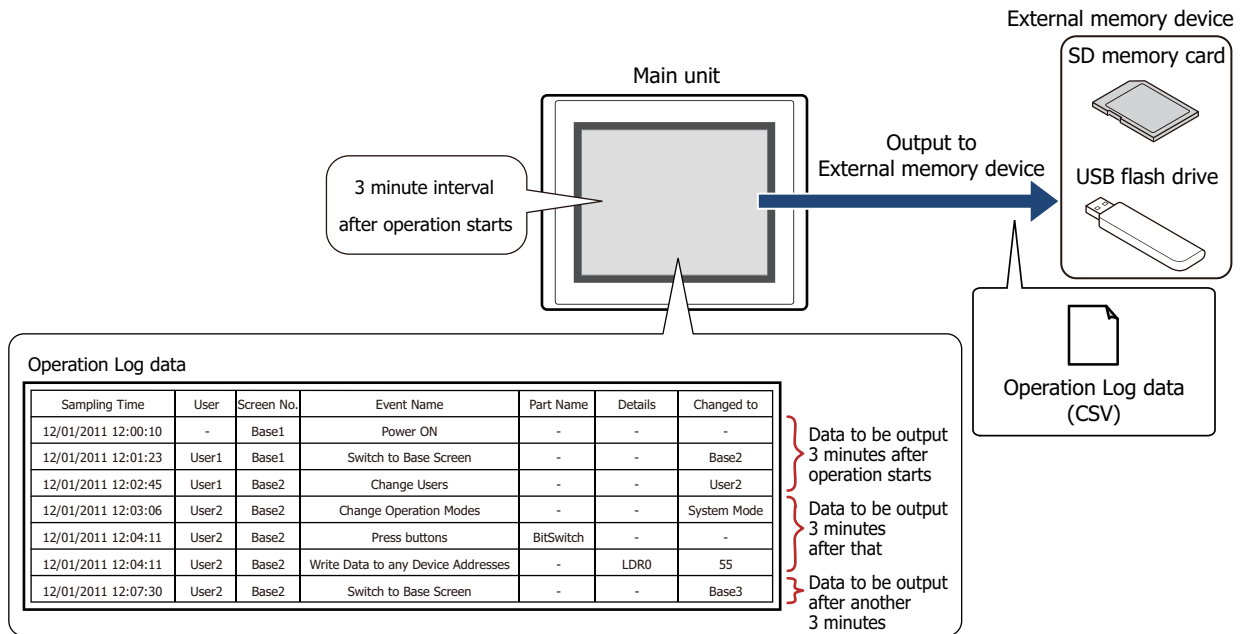 External memory device
SD memory card
Main unit
Output to
External memory device
USB flash drive
3 minute interval
after operation starts
Operation Log data
(CSV)
Operation Log data
Sampling Time User Screen No. Event Name Part Name Details Changed to
12/01/2011 12:00:10 - Base1 Power ON - - -
12/01/2011 12:01:23 User1 Base1 Switch to Base Screen - - Base2
12/01/2011 12:02:45 User1 Base2 Change Users - - User2
12/01/2011 12:03:06 User2 Base2 Change Operation Modes - - System Mode
12/01/2011 12:04:11 User2 Base2 Press buttons BitSwitch - -
12/01/2011 12:04:11 User2 Base2 Write Data to any Device Addresses - LDR0 55
12/01/2011 12:07:30 User2 Base2 Switch to Base Screen - - Base3
Data to be output
3 minutes after
operation starts
Data to be output
3 minutes
after that
Data to be output
after another
3 minutes